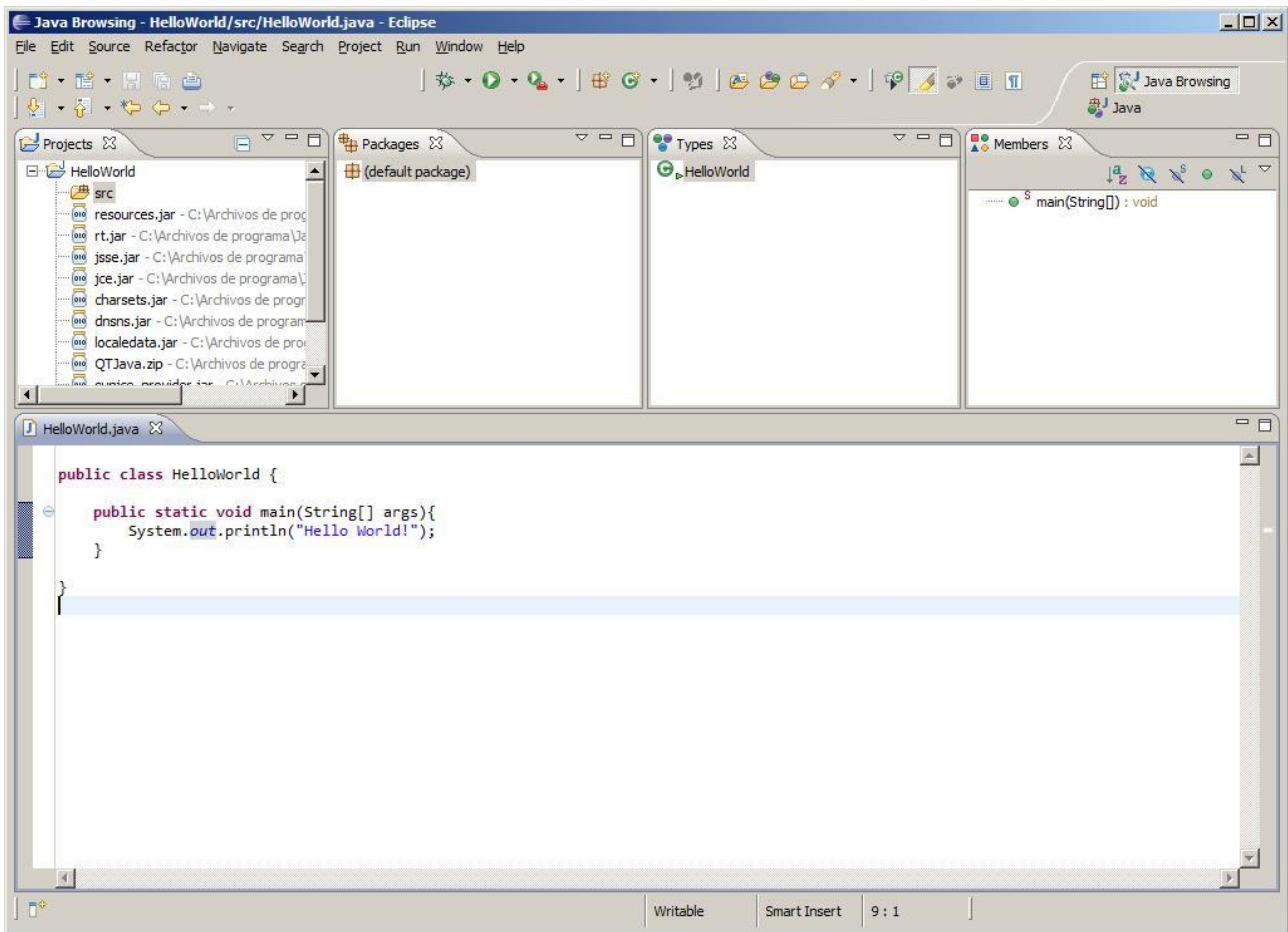 Java Browsing - HelloWorld/src/HelloWorld.java - Eclipse
File Edit Source Refactor Navigate Search Project Run Window Help
Java Browsing
Java
Projects
HelloWorld
src
resources.jar - C:\Archivos de prog
rt.jar - C:\Archivos de programa\Ja
jsse.jar - C:\Archivos de programa\
jce.jar - C:\Archivos de programa\J
charsets.jar - C:\Archivos de progr
dnsns.jar - C:\Archivos de program
localedata.jar - C:\Archivos de pro
QTJava.zip - C:\Archivos de progra
Packages
(default package)
Types
HelloWorld
Members
main(String[]) : void
HelloWorld.java
public class HelloWorld {
public static void main(String[] args){
System.out.println("Hello World!");
}
}
Writable Smart Insert 9 : 1